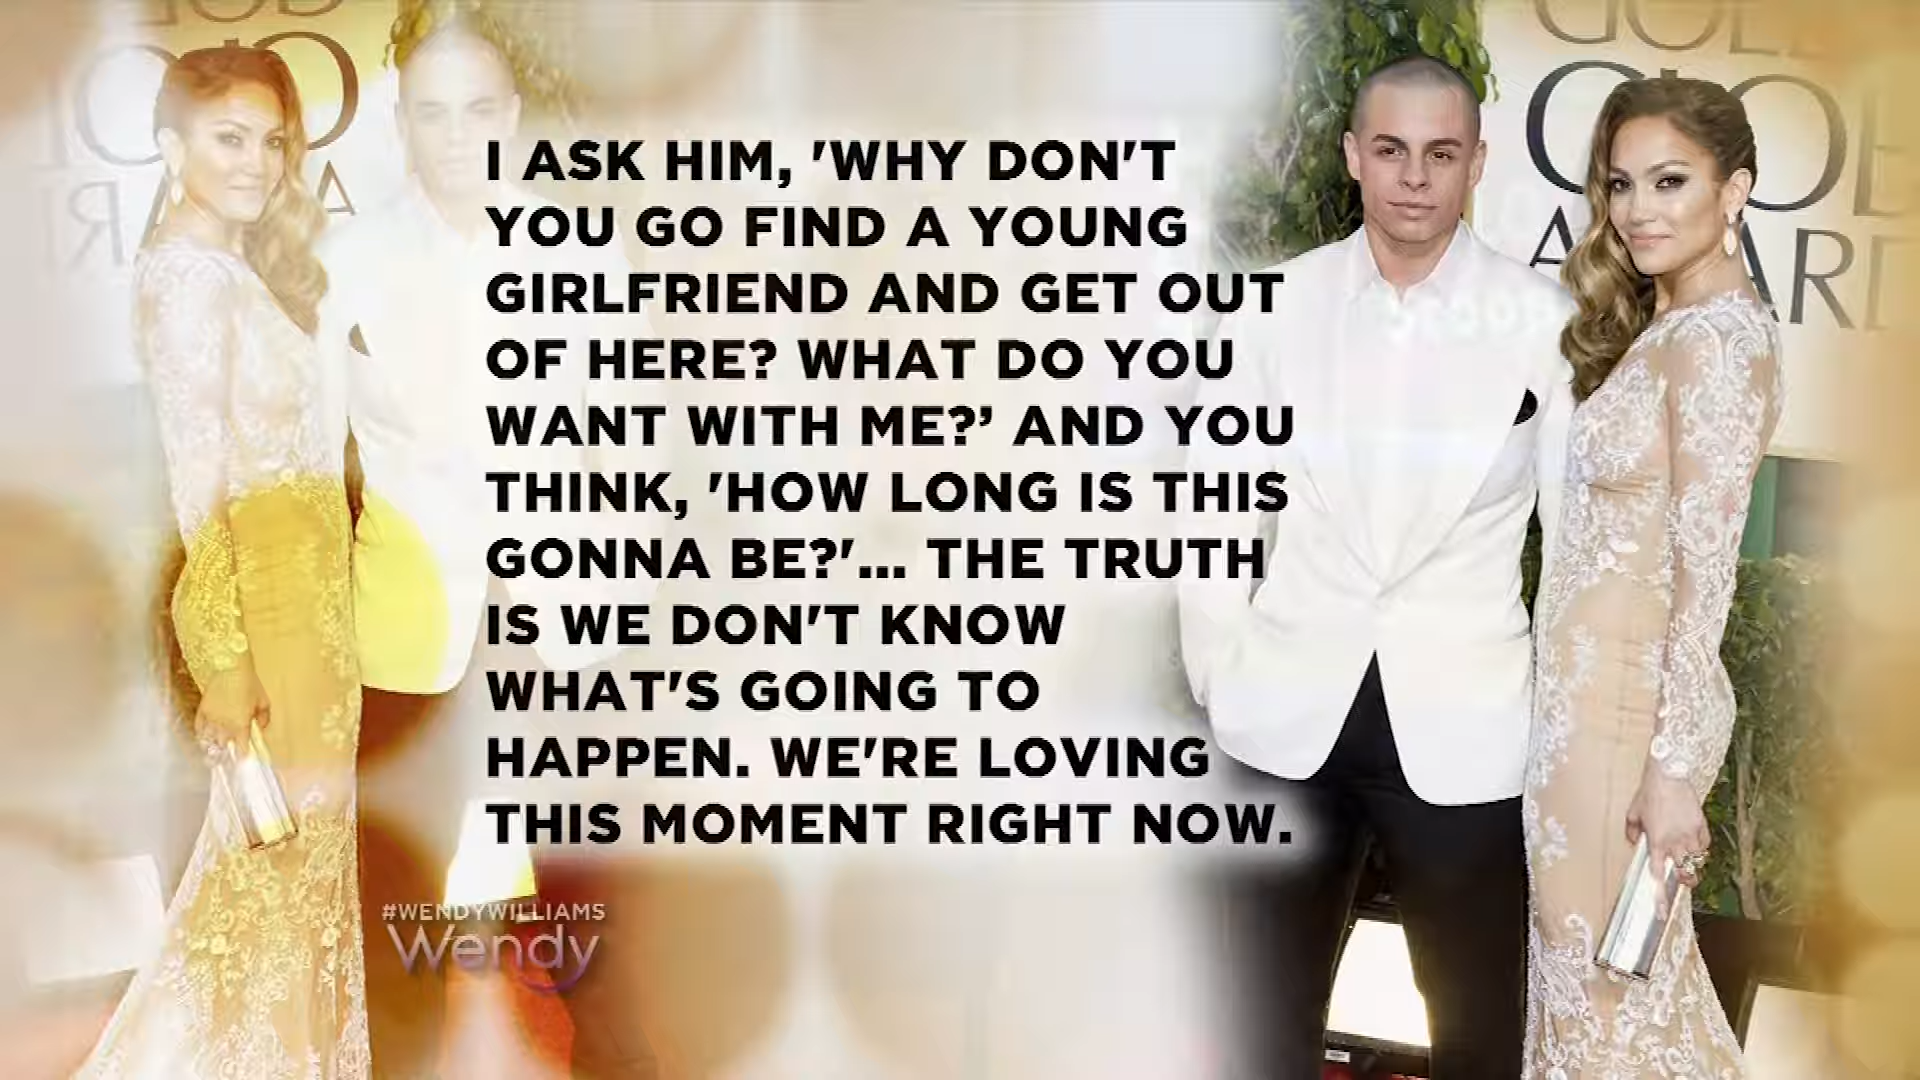 I ASK HIM, 'WHY DON'T
YOU GO FIND A YOUNG
GIRLFRIEND AND GET OUT
OF HERE? WHAT DO YOU
WANT WITH ME?’ AND YOU
THINK, 'HOW LONG IS THIS
GONNA BE?'... THE TRUTH
IS WE DON'T KNOW
WHAT'S GOING TO
HAPPEN. WE'RE LOVING
THIS MOMENT RIGHT NOW.
#WENDYWILLIAMS
Wendy